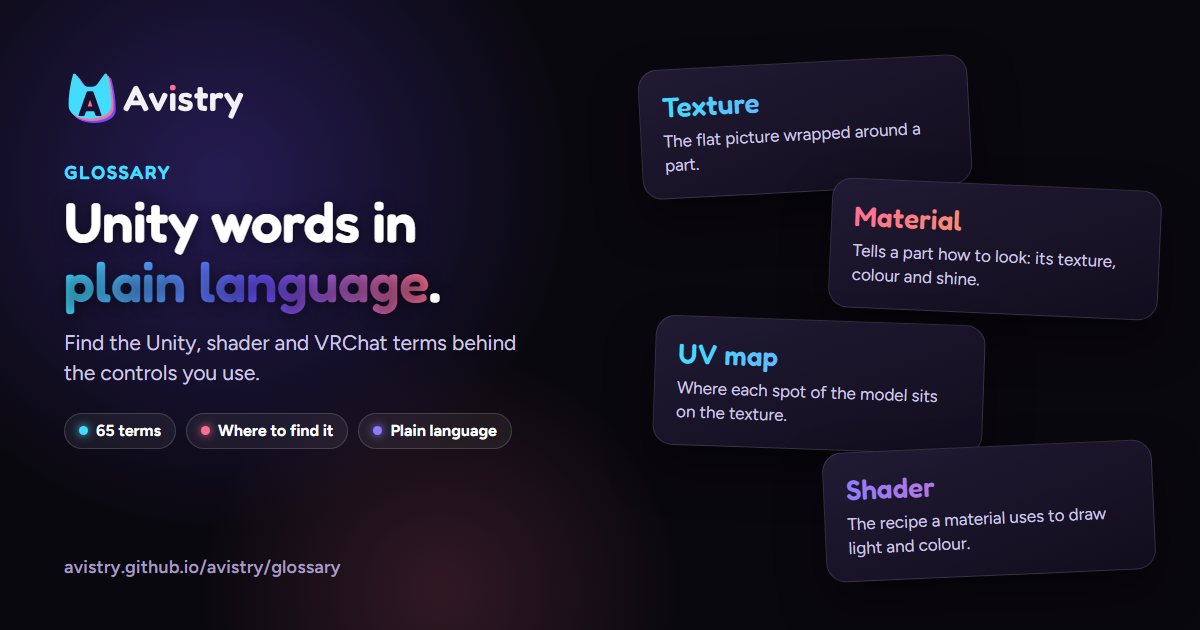 Avistry
GLOSSARY
Unity words in
plain language.
Find the Unity, shader and VRChat terms behind
the controls you use.
65 terms
Where to find it
Plain language
avistry.github.io/avistry/glossary
Texture
The flat picture wrapped around a
part.
Material
Tells a part how to look: its texture,
colour and shine.
UV map
Where each spot of the model sits
on the texture.
Shader
The recipe a material uses to draw
light and colour.